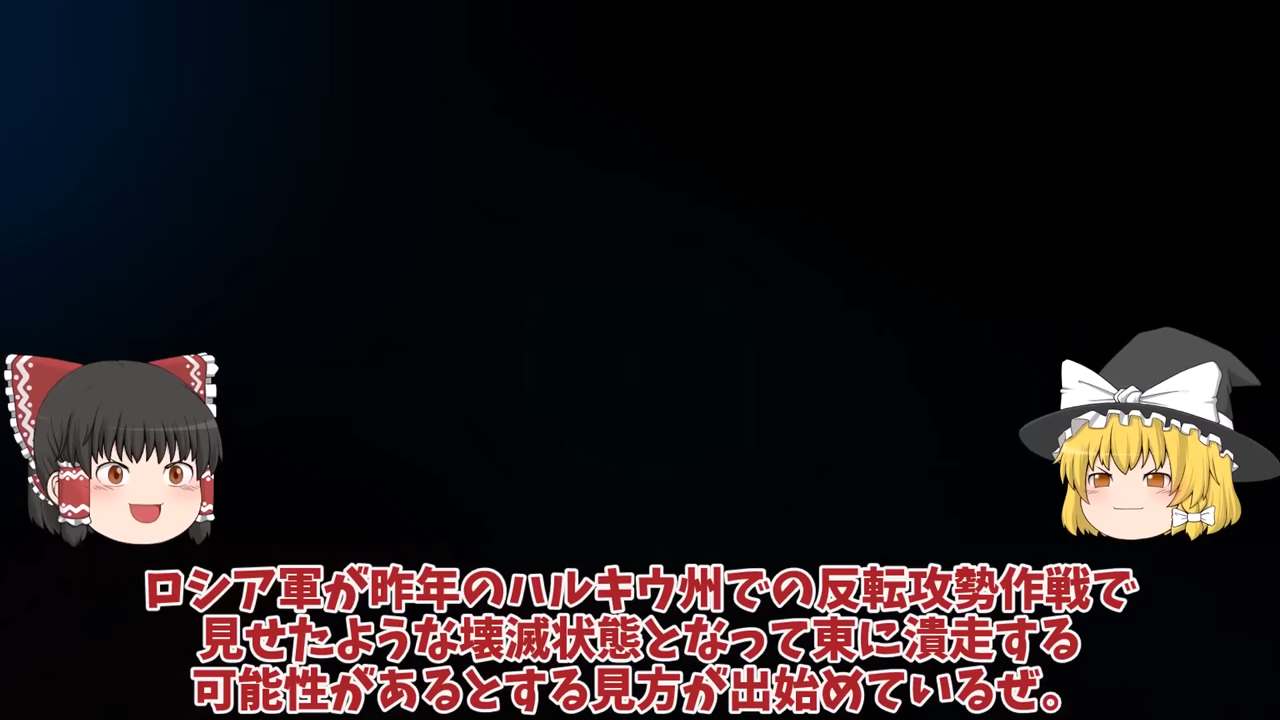 ロシア軍が昨年のハルキウ州での反転攻勢作戦で
見せたような壊滅状態となって東に潰走する
可能性があるとする見方が出始めているぜ。